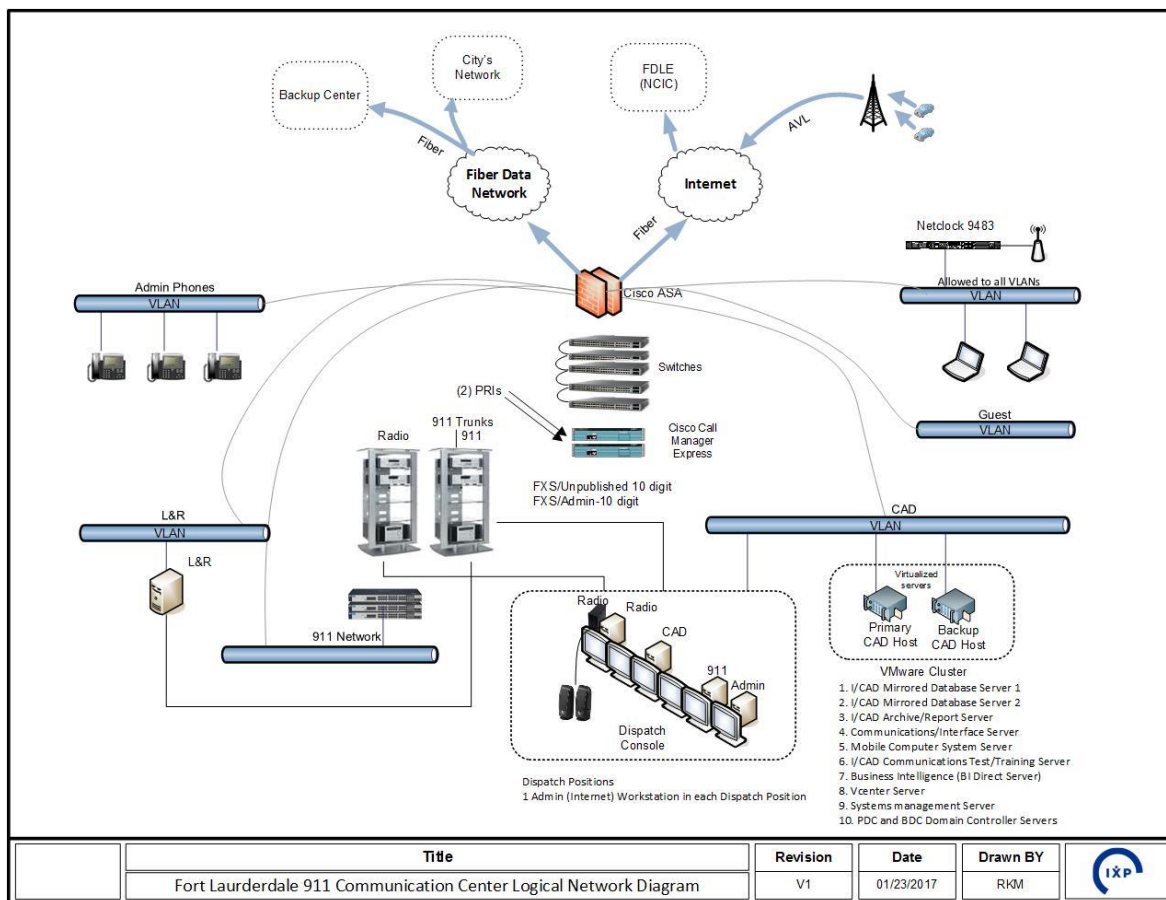 City's
Network
Backup Center
FDLE
(NCIC)
AVL
Fiber
Fiber Data
Network
Internet
Fiber
Netclock 9483
Cisco ASA
Admin Phones
VLAN
Allowed to all VLANs
VLAN
Switches
(2) PRIs
911 Trunks
Radio
911
Cisco Call
Manager
Express
Guest
VLAN
FXS/Unpublished 10 digit
FXS/Admin-10 digit
L&R
VLAN
L&R
CAD
VLAN
Virtualized
servers
Primary
CAD Host
Backup
CAD Host
911 Network
Radio
Radio
CAD
911
Admin
Dispatch
Console
VMware Cluster
1. I/CAD Mirrored Database Server 1
2. I/CAD Mirrored Database Server 2
3. I/CAD Archive/Report Server
4. Communications/Interface Server
5. Mobile Computer System Server
6. I/CAD Communications Test/Training Server
7. Business Intelligence (BI Direct Server)
8. Vcenter Server
9. Systems management Server
10. PDC and BDC Domain Controller Servers
Dispatch Positions
1 Admin (Internet) Workstation in each Dispatch Position
Title
Revision
Date
Drawn BY
Fort Laurderdale 911 Communication Center Logical Network Diagram
V1
01/23/2017
RKM
IXP